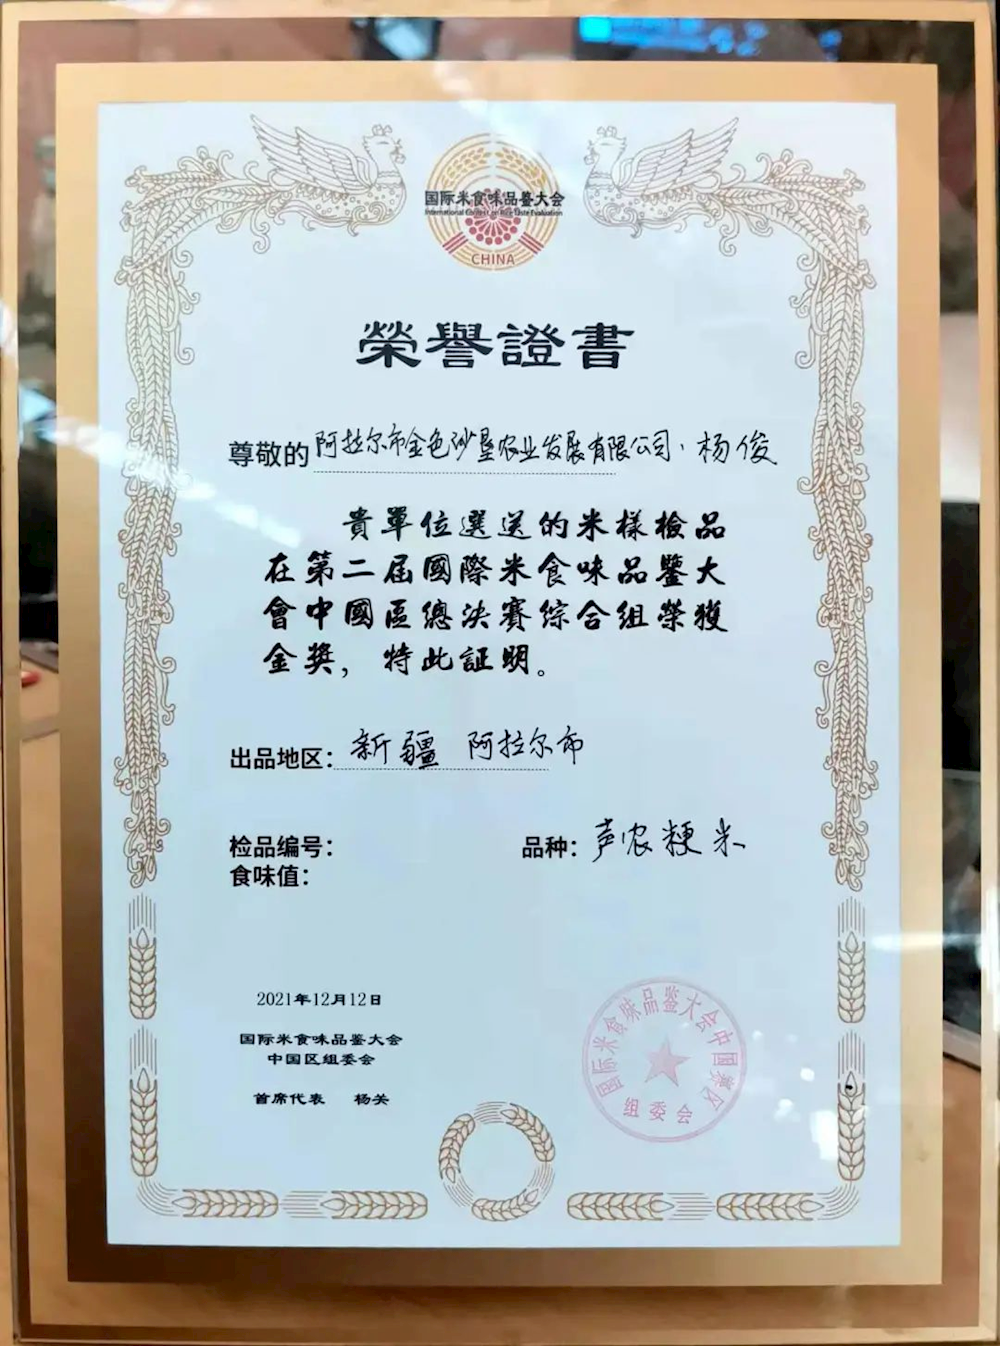 国际米食味品鉴大会
International Contest on Rice Taste Evaluation
CHINA
榮譽證書
尊敬的 阿拉尔市金色沙垦农业发展有限公司·杨俊
貴單位選送的米樣檢品
在第二届國際米食味品鑒大
會中國區總決賽綜合組榮獲
金奖，特此証明。
出品地区： 新疆 阿拉尔市
检品编号：
品种： 声农粳米
食味值：
2021年12月12日
国际米食味品鉴大会
中国区组委会
首席代表 杨关
国际米食味品鉴大会中国赛区
组委会